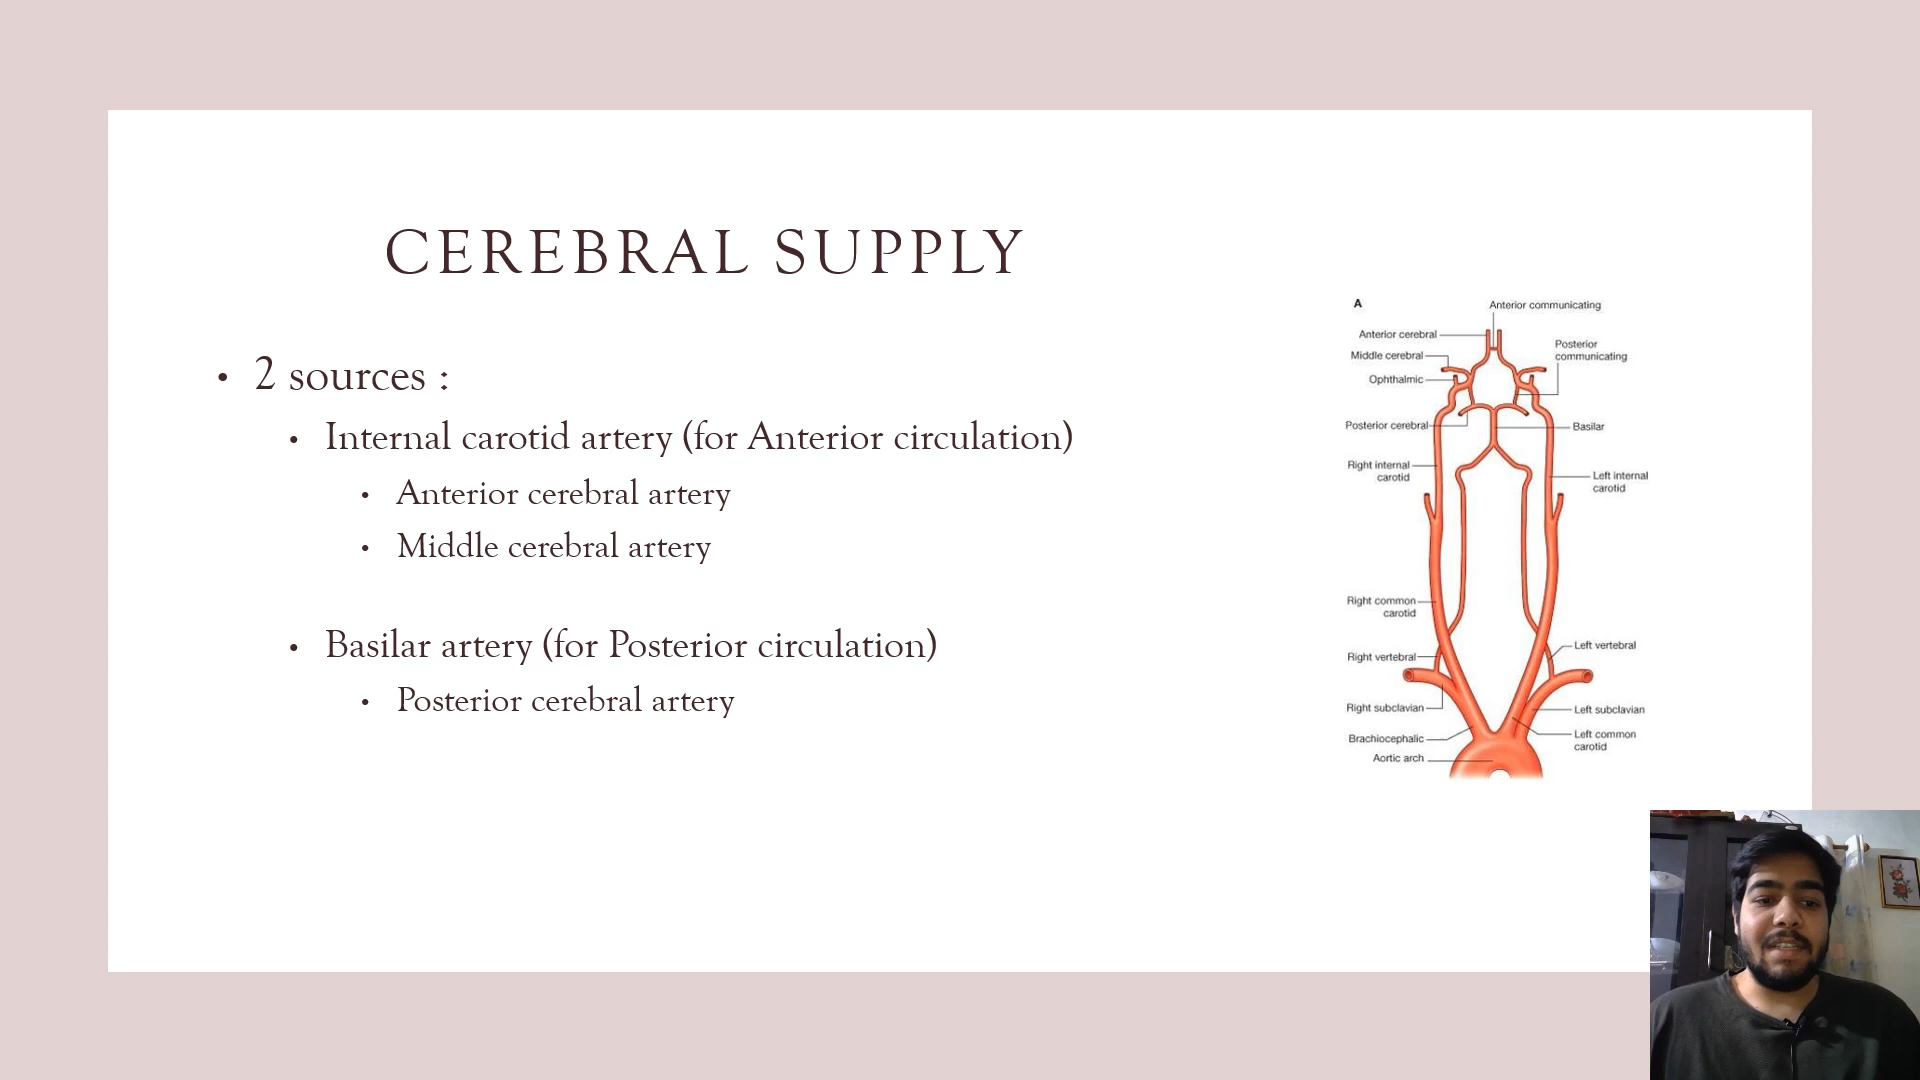 CEREBRAL SUPPLY
• 2 sources :
• Internal carotid artery (for Anterior circulation)
• Anterior cerebral artery
• Middle cerebral artery
• Basilar artery (for Posterior circulation)
• Posterior cerebral artery
A
Anterior communicating
Anterior cerebral
Posterior
communicating
Middle cerebral
Ophthalmic
Posterior cerebral
Basilar
Right internal
carotid
Left internal
carotid
Right common
carotid
Left vertebral
Right vertebral
Right subclavian
Left subclavian
Brachiocephalic
Left common
carotid
Aortic arch